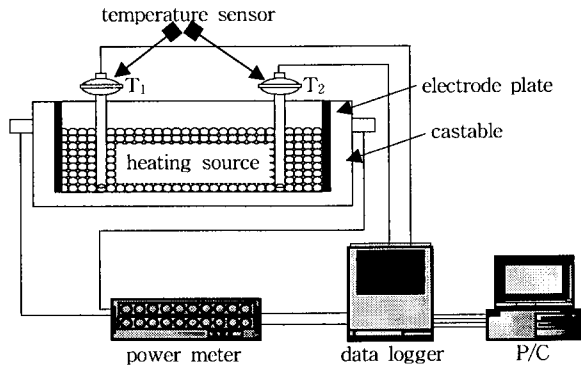 temperature sensor
T1
T2
electrode plate
castable
heating source
power meter
data logger
P/C